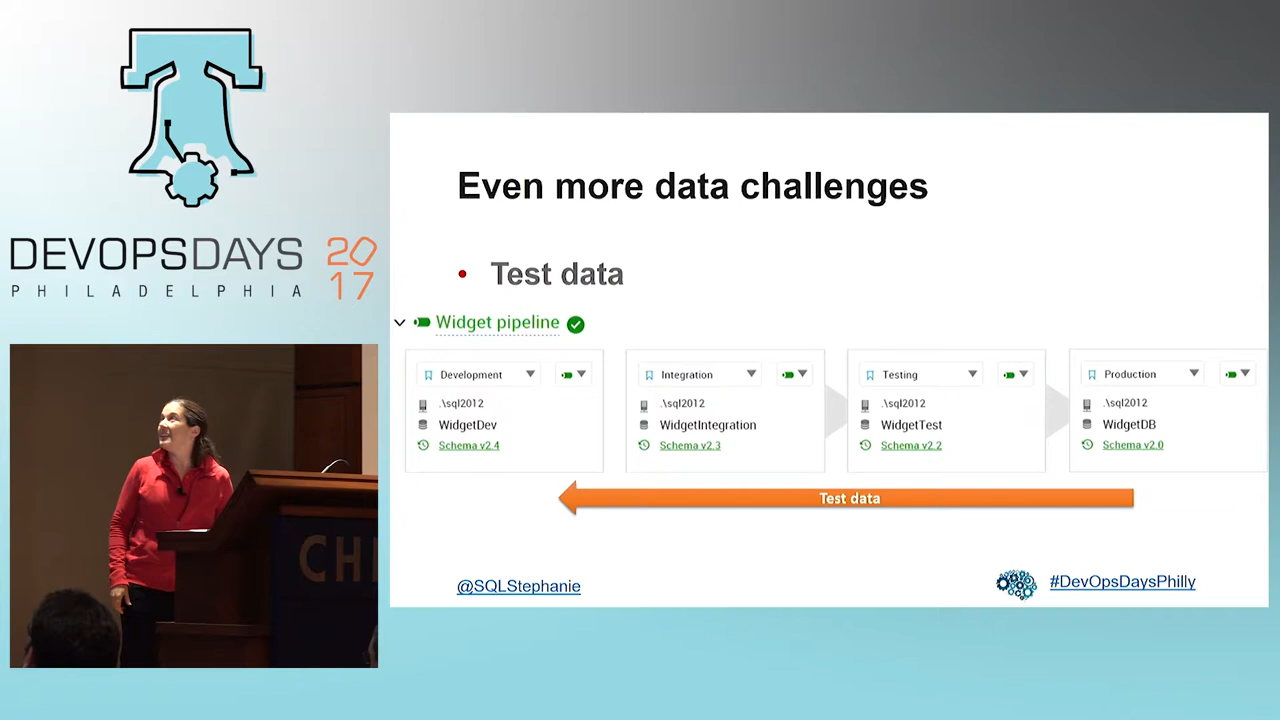 DEVOPSDAYS 2017
PHILADELPHIA
Even more data challenges
• Test data
Widget pipeline
Development
.\sql2012
WidgetDev
Schema v2.4
Integration
.\sql2012
WidgetIntegration
Schema v2.3
Testing
.\sql2012
WidgetTest
Schema v2.2
Production
.\sql2012
WidgetDB
Schema v2.0
Test data
@SQLStephanie
#DevOpsDaysPhilly
CH